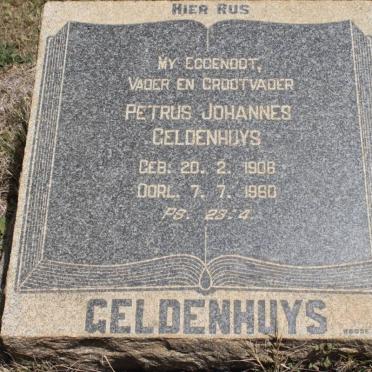 HIER RUS
MY EGGENOOT,
VADER EN GROOTVADER
PETRUS JOHANNES
GELDENHUYS
GEB: 20. 2. 1908
OORL. 7. 7. 1980
PS. 23:4
GELDENHUYS